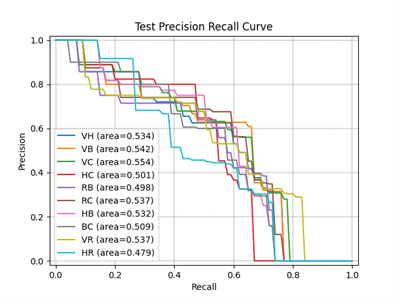 Test Precision Recall Curve
1.0
0.8
0.6
0.4
0.2
0.0
Precision
VH (area=0.534)
VB (area=0.542)
VC (area=0.554)
HC (area=0.501)
RB (area=0.498)
RC (area=0.537)
HB (area=0.532)
BC (area=0.509)
VR (area=0.537)
HR (area=0.479)
0.0 0.2 0.4 0.6 0.8 1.0
Recall